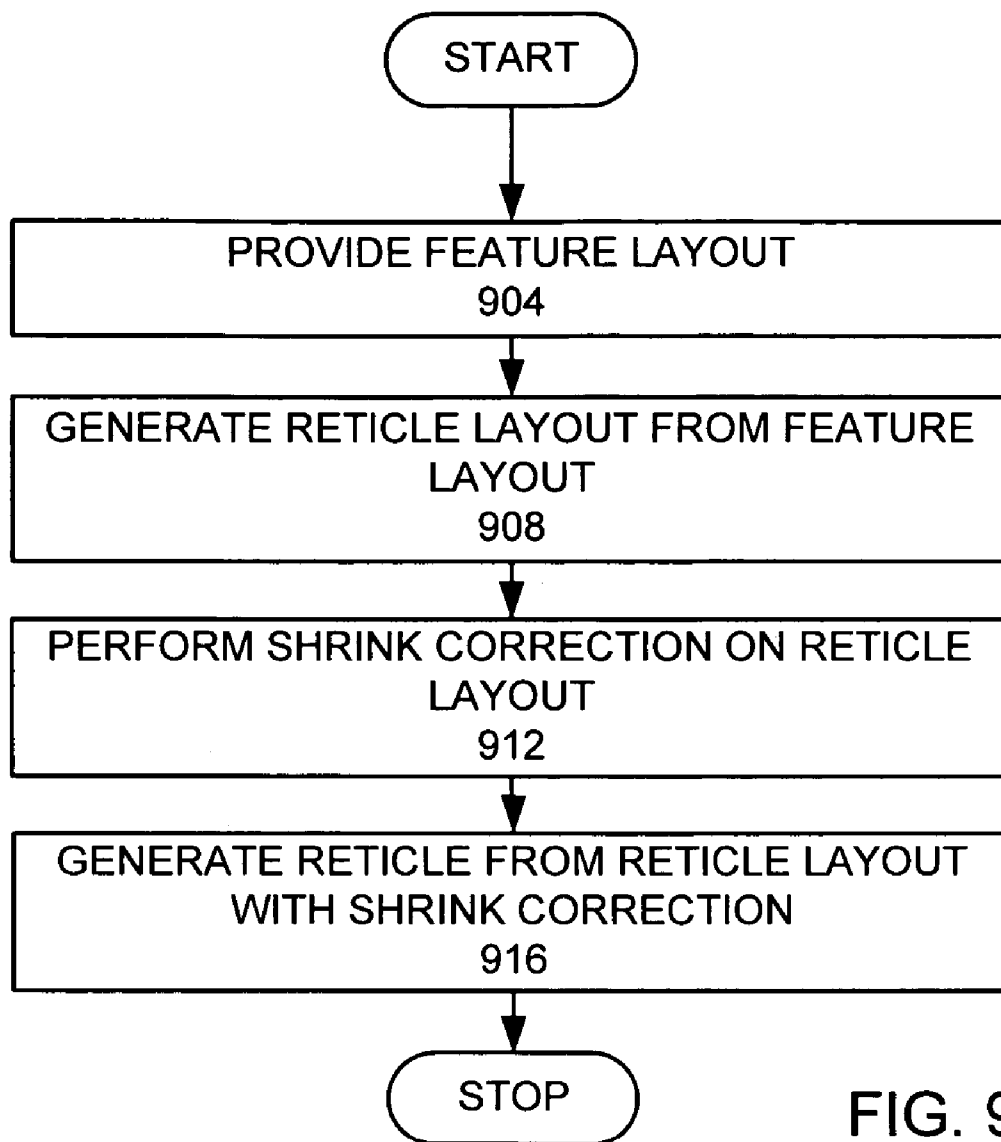 START
PROVIDE FEATURE LAYOUT
904
GENERATE RETICLE LAYOUT FROM FEATURE
LAYOUT
908
PERFORM SHRINK CORRECTION ON RETICLE
LAYOUT
912
GENERATE RETICLE FROM RETICLE LAYOUT
WITH SHRINK CORRECTION
916
STOP
FIG. 9